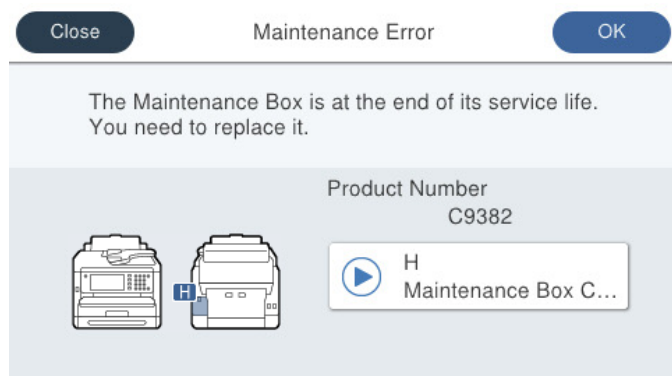 Close
Maintenance Error
OK
The Maintenance Box is at the end of its service life.
You need to replace it.
Product Number
C9382
H
H
Maintenance Box C...